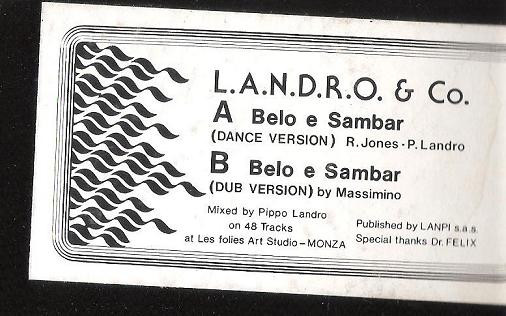 L.A.N.D.R.O. & Co.
A Belo e Sambar
(DANCE VERSION) R. Jones - P. Landro
B Belo e Sambar
(DUB VERSION) by Massimino
Mixed by Pippo Landro
on 48 Tracks
at Les folies Art Studio - MONZA
Published by LANPI s.a.s.
Special thanks Dr. FELIX